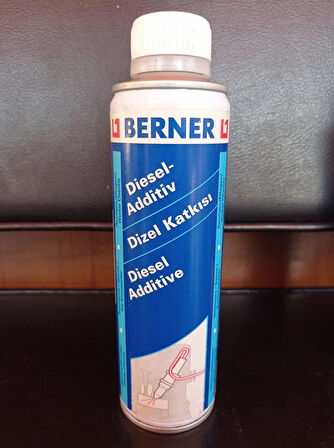 BERNER
Diesel-
Additiv
Dizel Katkısı
Diesel
Additive